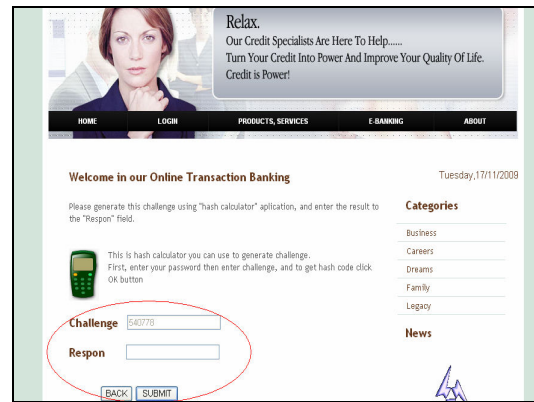 Relax.
Our Credit Specialists Are Here To Help......
Turn Your Credit Into Power And Improve Your Quality Of Life.
Credit is Power!
HOME LOGIN PRODUCTS, SERVICES E-BANKING ABOUT
Welcome in our Online Transaction Banking
Tuesday,17/11/2009
Please generate this challenge using "hash calculator" aplication, and enter the result to
the "Respon" field.
This is hash calculator you can use to generate challenge.
First, enter your password then enter challenge, and to get hash code click
OK button
Challenge 540778
Respon
BACK SUBMIT
Categories
Business
Careers
Dreams
Family
Legacy
News